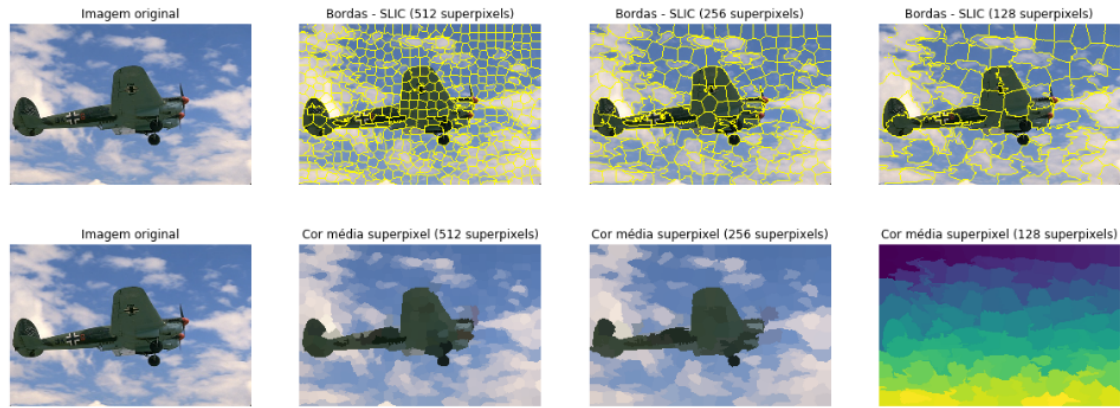 Imagem original
Bordas - SLIC (512 superpixels)
Bordas - SLIC (256 superpixels)
Bordas - SLIC (128 superpixels)
Imagem original
Cor média superpixel (512 superpixels)
Cor média superpixel (256 superpixels)
Cor média superpixel (128 superpixels)